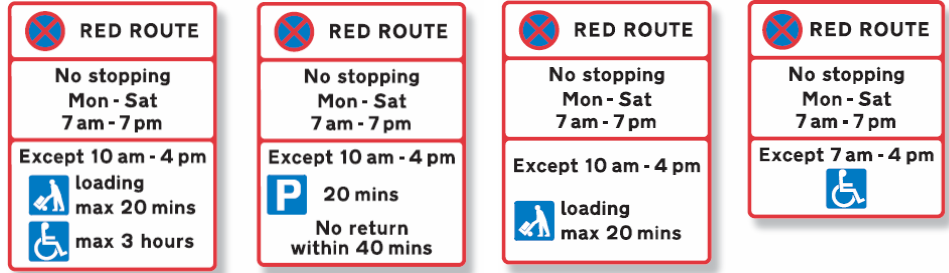 RED ROUTE
No stopping
Mon - Sat
7 am - 7 pm
Except 10 am - 4 pm
loading
max 20 mins
max 3 hours
RED ROUTE
No stopping
Mon - Sat
7 am - 7 pm
Except 10 am - 4 pm
P 20 mins
No return
within 40 mins
RED ROUTE
No stopping
Mon - Sat
7 am - 7 pm
Except 10 am - 4 pm
loading
max 20 mins
RED ROUTE
No stopping
Mon - Sat
7 am - 7 pm
Except 7 am - 4 pm